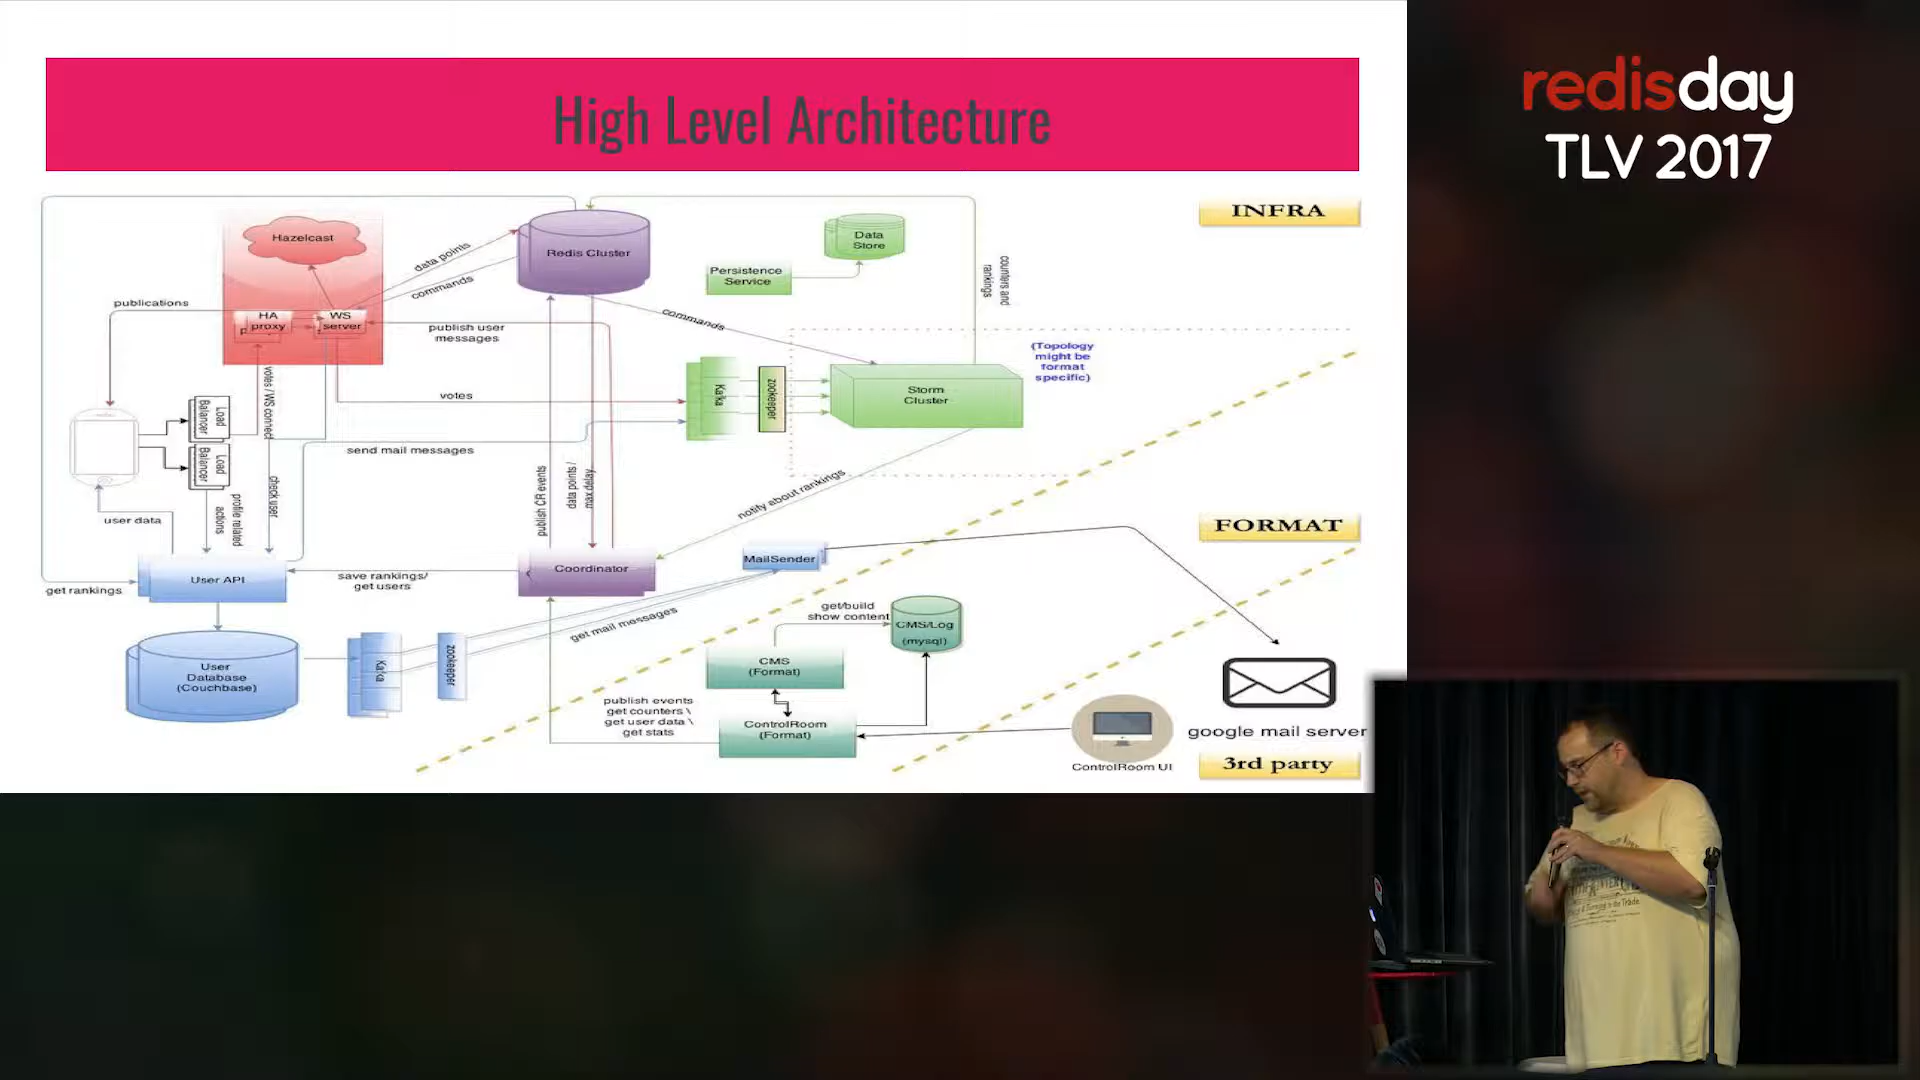 High Level Architecture
redisday
TLV 2017
INFRA
Hazelcast
HA
proxy
WS
server
Redis Cluster
Data
Store
Persistence
Service
data points
commands
publications
publish user
messages
commands
counters and
rankings
(Topology
might be
format
specific)
votes / WS connect
votes
Kafka
zookeeper
Storm
Cluster
Load
Balancer
Load
Balancer
send mail messages
check user
profile related
actions
user data
publish CR events
data points /
max delay
notify about rankings
FORMAT
User API
get rankings
save rankings/
get users
Coordinator
MailSender
get mail messages
get/build
show content
CMS/Log
(mysql)
User
Database
(Couchbase)
Kafka
zookeeper
CMS
(Format)
publish events
get counters \
get user data \
get stats
ControlRoom
(Format)
ControlRoom UI
google mail server
3rd party